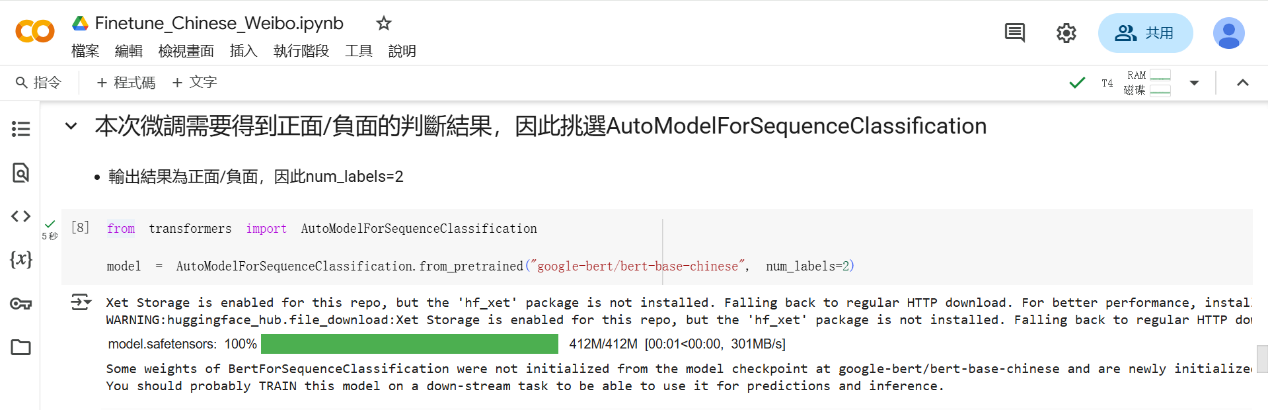 Finetune_Chinese_Weibo.ipynb
檔案 編輯 檢視畫面 插入 執行階段 工具 說明
共用
指令 + 程式碼 + 文字
T4 RAM 磁碟
本次微調需要得到正面/負面的判斷結果，因此挑選AutoModelForSequenceClassification
• 輸出結果為正面/負面，因此num_labels=2
5 秒
[8] from transformers import AutoModelForSequenceClassification
model = AutoModelForSequenceClassification.from_pretrained("google-bert/bert-base-chinese", num_labels=2)
{x}
Xet Storage is enabled for this repo, but the 'hf_xet' package is not installed. Falling back to regular HTTP download. For better performance, instal
WARNING:huggingface_hub.file_download:Xet Storage is enabled for this repo, but the 'hf_xet' package is not installed. Falling back to regular HTTP do
model.safetensors: 100% 412M/412M [00:01<00:00, 301MB/s]
Some weights of BertForSequenceClassification were not initialized from the model checkpoint at google-bert/bert-base-chinese and are newly initialize
You should probably TRAIN this model on a down-stream task to be able to use it for predictions and inference.